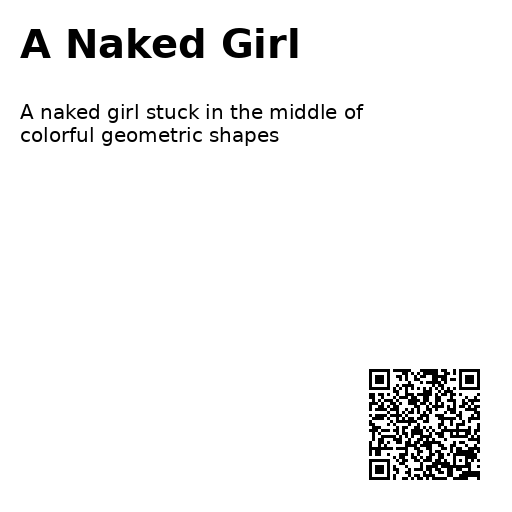 A Naked Girl
A naked girl stuck in the middle of
colorful geometric shapes